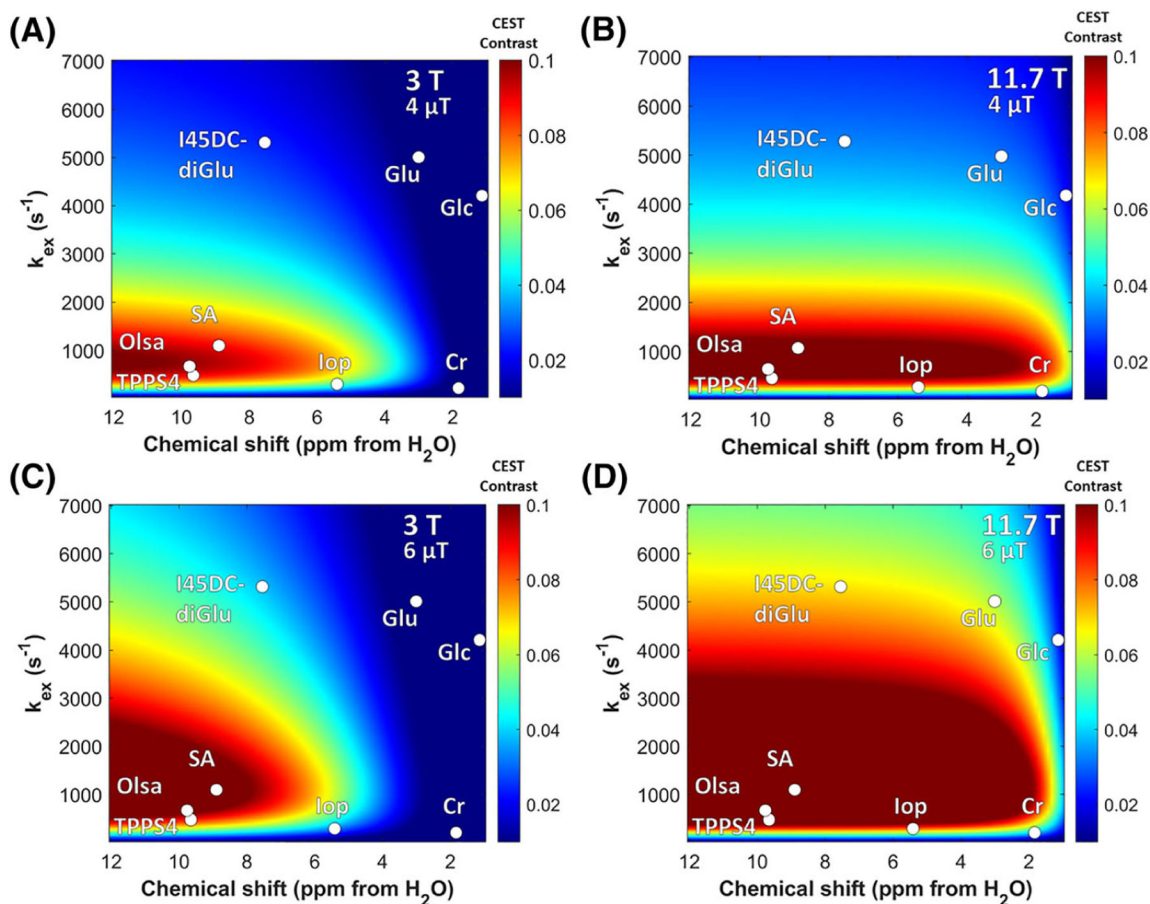 (A)
CEST
Contrast
3 T
4 μT
7000
6000
5000
4000
3000
2000
1000
k_ex (s⁻¹)
I45DC-
diGlu
Glu
Glc
SA
Olsa
TPPS4
Iop
Cr
12 10 8 6 4 2
Chemical shift (ppm from H₂O)
0.1
0.08
0.06
0.04
0.02
(B)
CEST
Contrast
11.7 T
4 μT
7000
6000
5000
4000
3000
2000
1000
k_ex (s⁻¹)
I45DC-
diGlu
Glu
Glc
SA
Olsa
TPPS4
Iop
Cr
12 10 8 6 4 2
Chemical shift (ppm from H₂O)
0.1
0.08
0.06
0.04
0.02
(C)
CEST
Contrast
3 T
6 μT
7000
6000
5000
4000
3000
2000
1000
k_ex (s⁻¹)
I45DC-
diGlu
Glu
Glc
SA
Olsa
TPPS4
Iop
Cr
12 10 8 6 4 2
Chemical shift (ppm from H₂O)
0.1
0.08
0.06
0.04
0.02
(D)
CEST
Contrast
11.7 T
6 μT
7000
6000
5000
4000
3000
2000
1000
k_ex (s⁻¹)
I45DC-
diGlu
Glu
Glc
SA
Olsa
TPPS4
Iop
Cr
12 10 8 6 4 2
Chemical shift (ppm from H₂O)
0.1
0.08
0.06
0.04
0.02